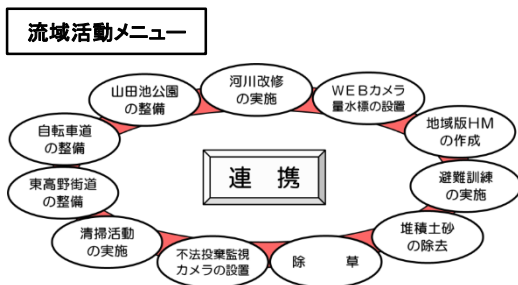 流域活動メニュー
河川改修
の実施
WEBカメラ
量水標の設置
地域版HM
の作成
避難訓練
の実施
堆積土砂
の除去
除 草
不法投棄監視
カメラの設置
清掃活動
の実施
東高野街道
の整備
自転車道
の整備
山田池公園
の整備
連 携